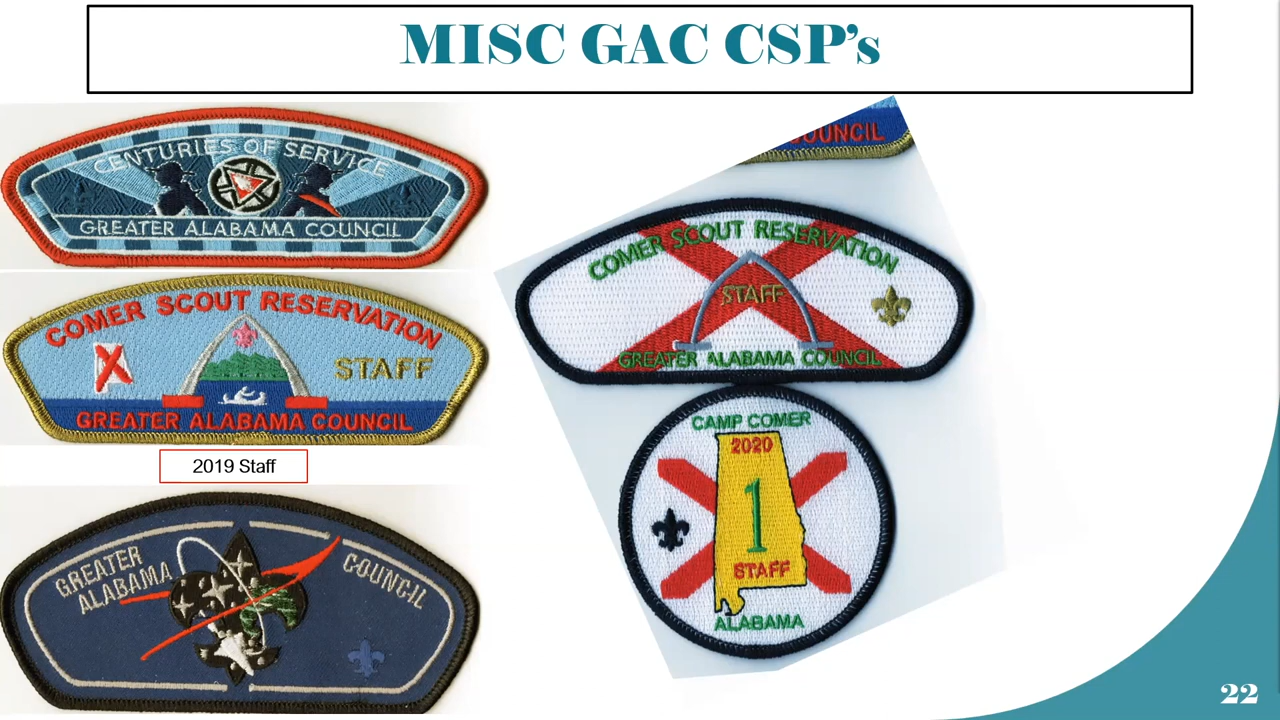 MISC GAC CSP's
CENTURIES OF SERVICE
GREATER ALABAMA COUNCIL
COMER SCOUT RESERVATION
X
STAFF
GREATER ALABAMA COUNCIL
2019 Staff
GREATER
ALABAMA
COUNCIL
COUNCIL
COMER SCOUT RESERVATION
STAFF
GREATER ALABAMA COUNCIL
CAMP COMER
2020
1
STAFF
ALABAMA
22